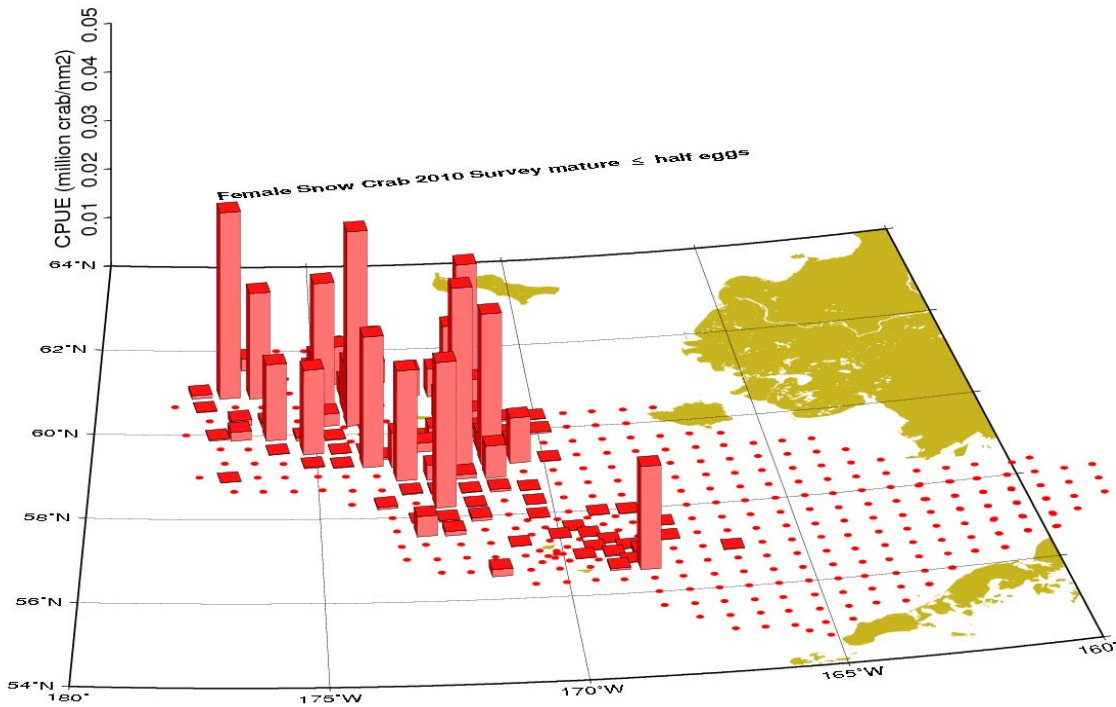 0.05
0.04
0.03
0.02
0.01
CPUE (million crab/nm2)
Female Snow Crab 2010 Survey mature ≤ half eggs
64°N
62°N
60°N
58°N
56°N
54°N
180°
175°W
170°W
165°W
160°